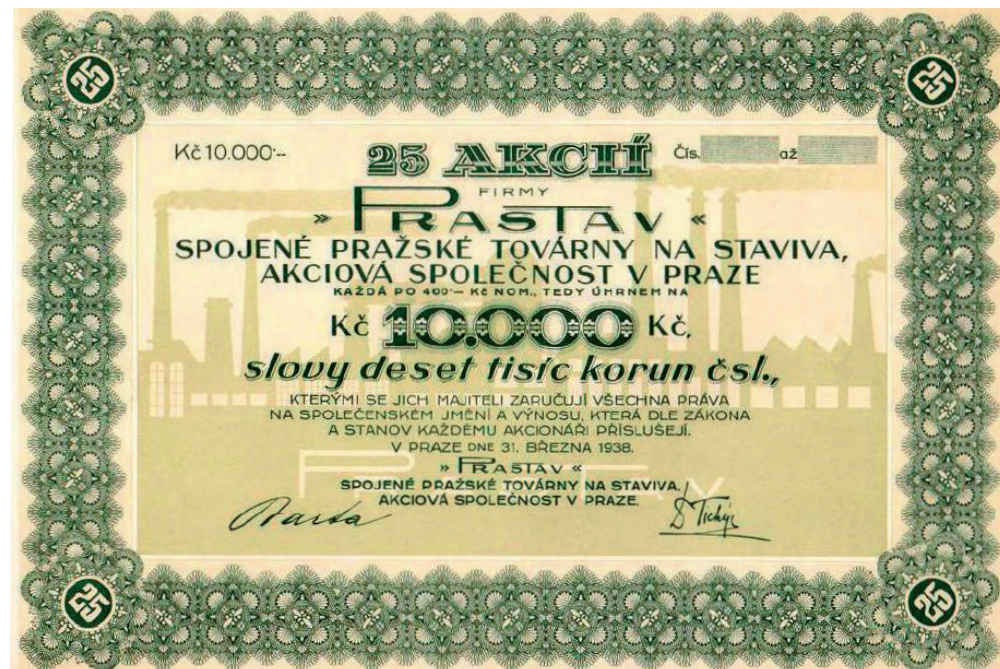 25
25
Kč 10.000·--
25 AKCIÍ
Čís. až
FIRMY
» PRASTAV «
SPOJENÉ PRAŽSKÉ TOVÁRNY NA STAVIVA,
AKCIOVÁ SPOLEČNOST V PRAZE
KAŽDÁ PO 400·— Kč NOM., TEDY ÚHRNEM NA
Kč 10.000 Kč,
slovy deset tisíc korun čsl.,
KTERÝMI SE JICH MAJITELI ZARUČUJÍ VŠECHNA PRÁVA
NA SPOLEČENSKÉM JMĚNÍ A VÝNOSU, KTERÁ DLE ZÁKONA
A STANOV KAŽDÉMU AKCIONÁŘI PŘÍSLUŠEJÍ.
V PRAZE DNE 31. BŘEZNA 1938.
» PRASTAV «
SPOJENÉ PRAŽSKÉ TOVÁRNY NA STAVIVA,
AKCIOVÁ SPOLEČNOST V PRAZE.
Barta
Dr Tichý
25
25